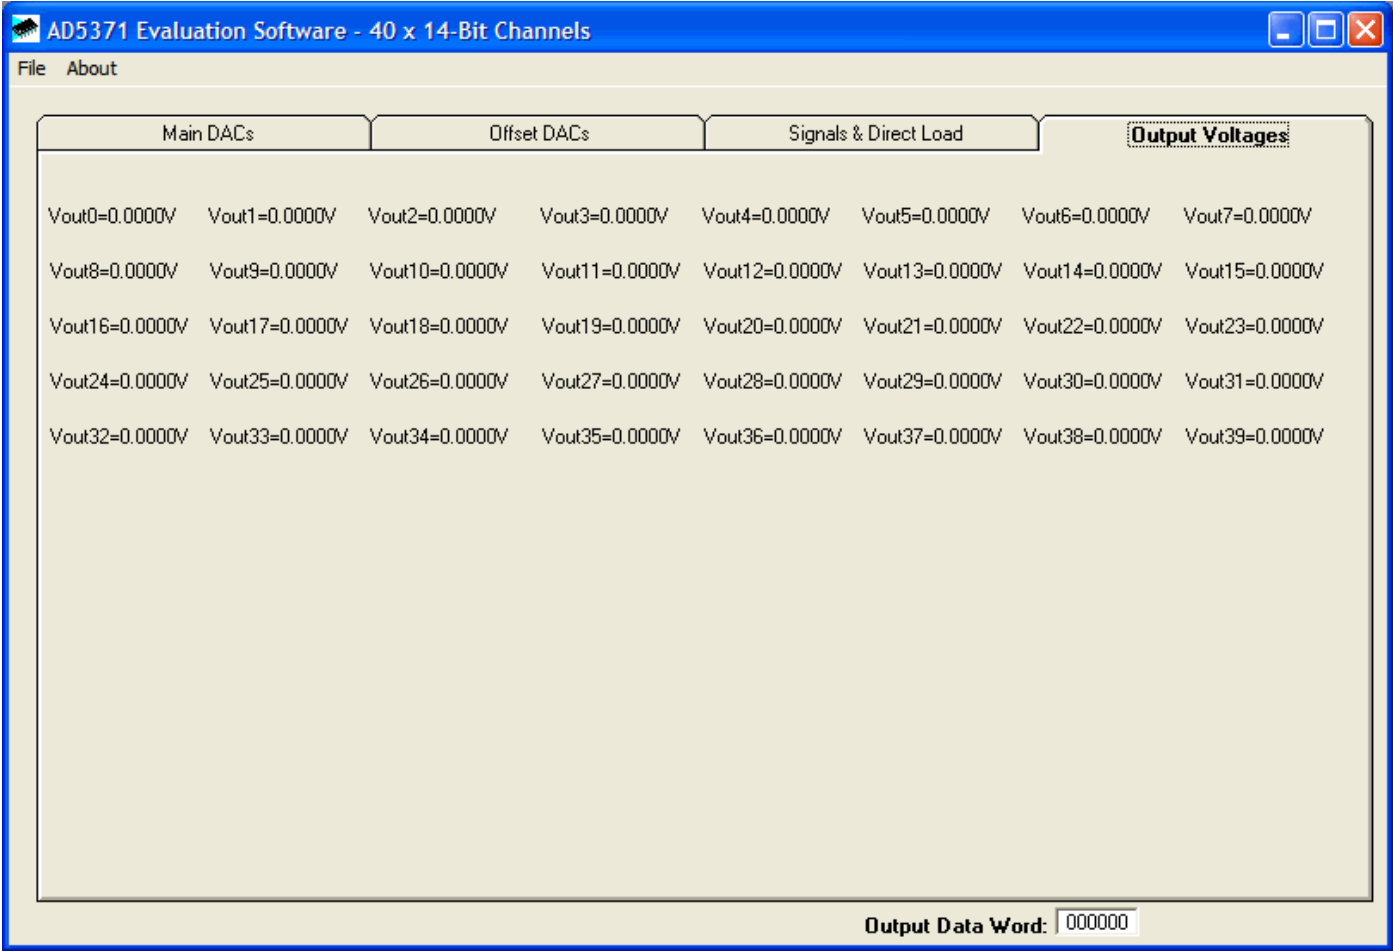 AD5371 Evaluation Software - 40 x 14-Bit Channels
File About
Main DACs Offset DACs Signals & Direct Load Output Voltages
Vout0=0.0000V Vout1=0.0000V Vout2=0.0000V Vout3=0.0000V Vout4=0.0000V Vout5=0.0000V Vout6=0.0000V Vout7=0.0000V
Vout8=0.0000V Vout9=0.0000V Vout10=0.0000V Vout11=0.0000V Vout12=0.0000V Vout13=0.0000V Vout14=0.0000V Vout15=0.0000V
Vout16=0.0000V Vout17=0.0000V Vout18=0.0000V Vout19=0.0000V Vout20=0.0000V Vout21=0.0000V Vout22=0.0000V Vout23=0.0000V
Vout24=0.0000V Vout25=0.0000V Vout26=0.0000V Vout27=0.0000V Vout28=0.0000V Vout29=0.0000V Vout30=0.0000V Vout31=0.0000V
Vout32=0.0000V Vout33=0.0000V Vout34=0.0000V Vout35=0.0000V Vout36=0.0000V Vout37=0.0000V Vout38=0.0000V Vout39=0.0000V
Output Data Word: 000000